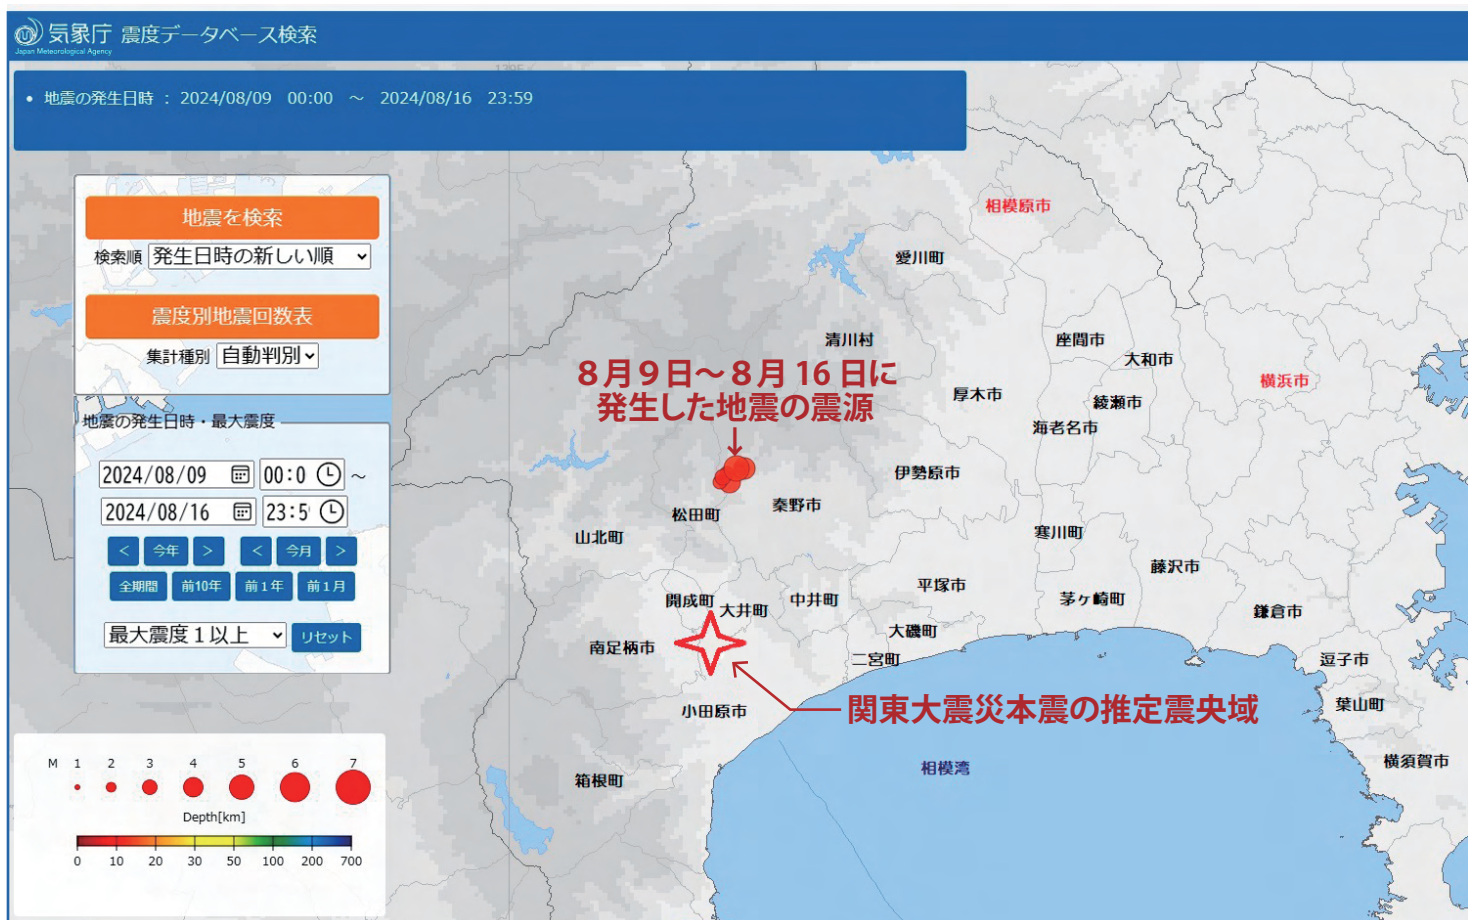 気象庁 震度データベース検索
Japan Meteorological Agency
• 地震の発生日時 : 2024/08/09 00:00 ～ 2024/08/16 23:59
地震を検索
検索順 発生日時の新しい順
震度別地震回数表
集計種別 自動判別
地震の発生日時・最大震度
2024/08/09 00:0 ～
2024/08/16 23:5
< 今年 > < 今月 >
全期間 前10年 前1年 前1月
最大震度1以上 リセット
M 1 2 3 4 5 6 7
Depth[km]
0 10 20 30 50 100 200 700
相模原市
愛川町
清川村
座間市
大和市
横浜市
8月9日～8月16日に
発生した地震の震源
厚木市
綾瀬市
海老名市
伊勢原市
秦野市
松田町
山北町
寒川町
藤沢市
開成町
大井町
中井町
平塚市
茅ヶ崎町
鎌倉市
大磯町
南足柄市
二宮町
逗子市
関東大震災本震の推定震央域
小田原市
葉山町
箱根町
相模湾
横須賀市